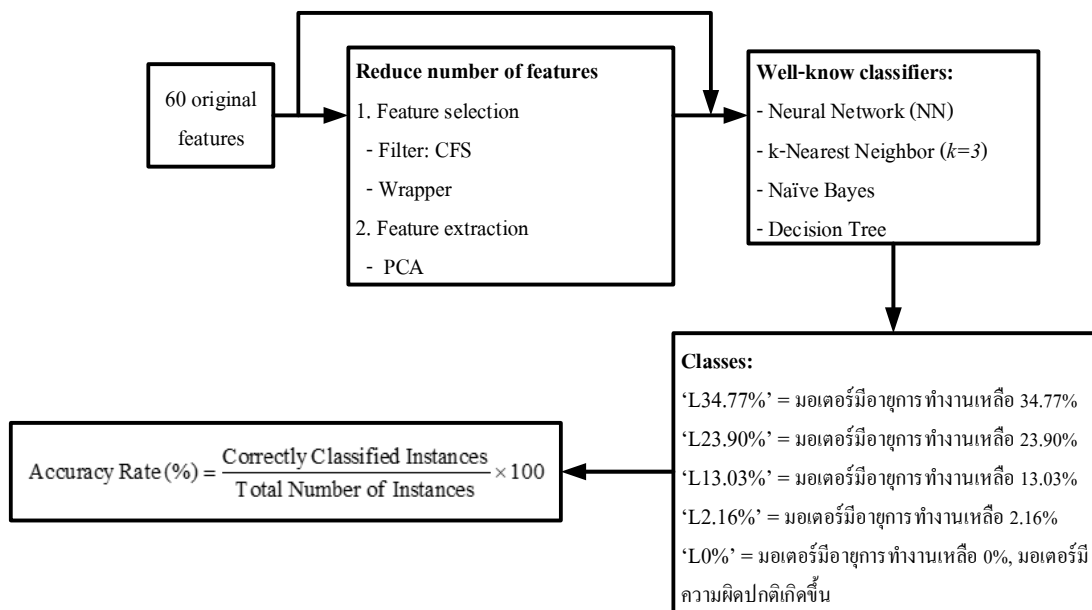 60 original
features
Reduce number of features
1. Feature selection
- Filter: CFS
- Wrapper
2. Feature extraction
- PCA
Well-know classifiers:
- Neural Network (NN)
- k-Nearest Neighbor (k=3)
- Naïve Bayes
- Decision Tree
Classes:
‘L34.77%’ = มอเตอร์มีอายุการทำงานเหลือ 34.77%
‘L23.90%’ = มอเตอร์มีอายุการทำงานเหลือ 23.90%
‘L13.03%’ = มอเตอร์มีอายุการทำงานเหลือ 13.03%
‘L2.16%’ = มอเตอร์มีอายุการทำงานเหลือ 2.16%
‘L0%’ = มอเตอร์มีอายุการทำงานเหลือ 0%, มอเตอร์มี
ความผิดปกติเกิดขึ้น
Accuracy Rate (%) = Correctly Classified Instances / Total Number of Instances × 100